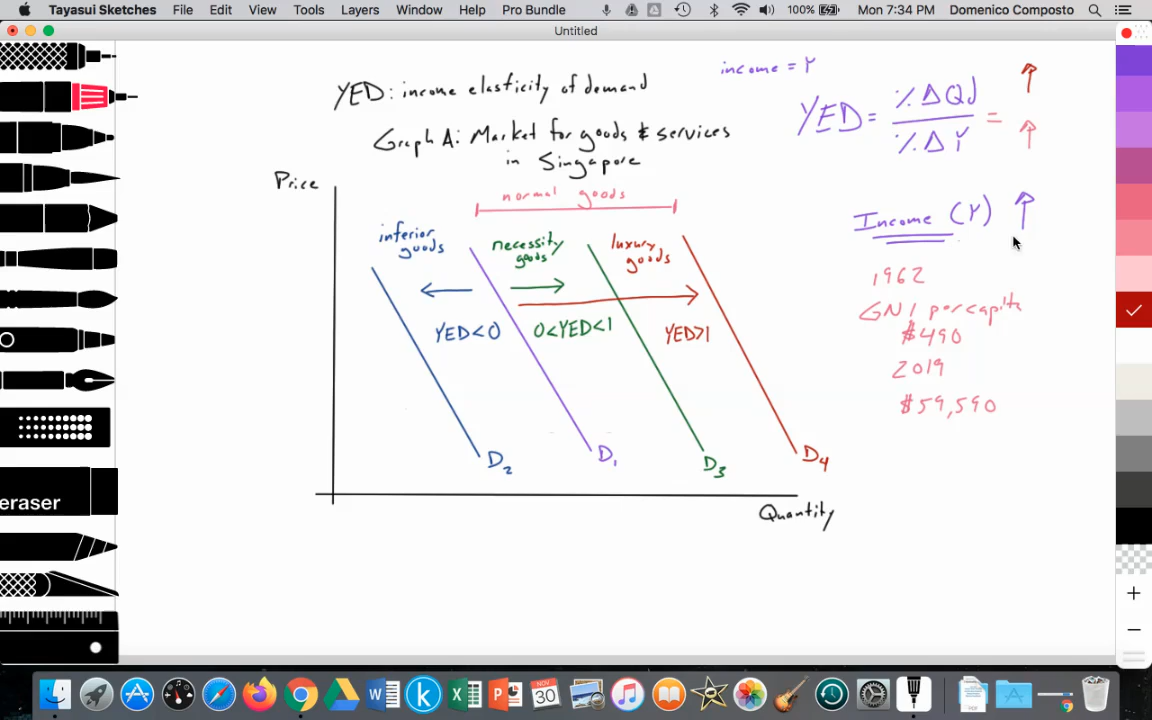 Tayasui Sketches File Edit View Tools Layers Window Help Pro Bundle 100% Mon 7:34 PM Domenico Composto
Untitled
income = Y
YED: income elasticity of demand
YED = %ΔQd / %ΔY =
Graph A: Market for goods & services
in Singapore
Price
normal goods
Income (Y)
inferior goods
necessity goods
luxury goods
1962
GNI per capita
$490
YED<0
0<YED<1
YED>1
2019
$59,590
D2
D1
D3
D4
Quantity
eraser
NOV
30